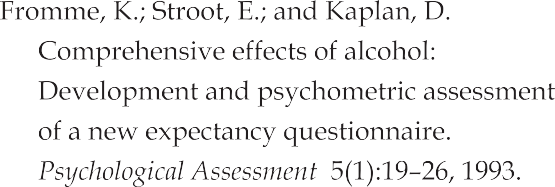 Fromme, K.; Stroot, E.; and Kaplan, D.
Comprehensive effects of alcohol:
Development and psychometric assessment
of a new expectancy questionnaire.
Psychological Assessment 5(1):19–26, 1993.